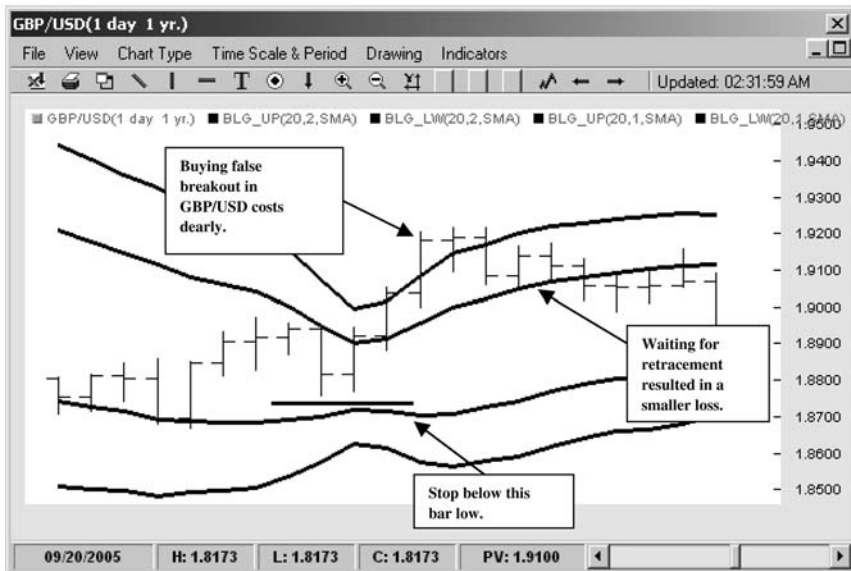 GBP/USD(1 day 1 yr.)
File View Chart Type Time Scale & Period Drawing Indicators
T Updated: 02:31:59 AM
GBP/USD(1 day 1 yr.) BLG_UP(20,2,SMA) BLG_LW(20,2,SMA) BLG_UP(20,1,SMA) BLG_LW(20,1,SMA)
1.9500
1.9400
1.9300
1.9200
1.9100
1.9000
1.8900
1.8800
1.8700
1.8600
1.8500
Buying false
breakout in
GBP/USD costs
dearly.
Waiting for
retracement
resulted in a
smaller loss.
Stop below this
bar low.
09/20/2005 H: 1.8173 L: 1.8173 C: 1.8173 PV: 1.9100